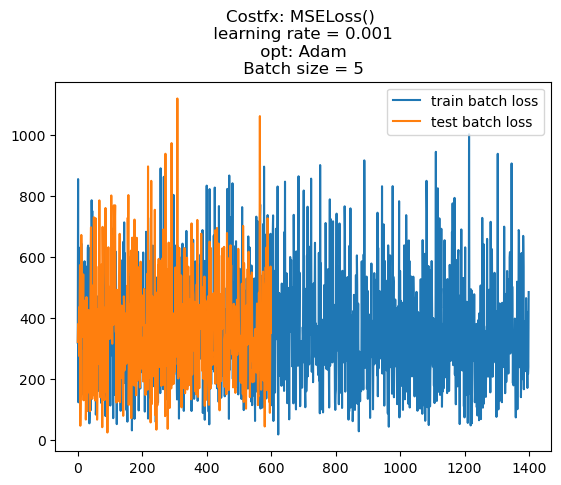 Costfx: MSELoss()
learning rate = 0.001
opt: Adam
Batch size = 5
train batch loss
test batch loss
1000
800
600
400
200
0
0 200 400 600 800 1000 1200 1400